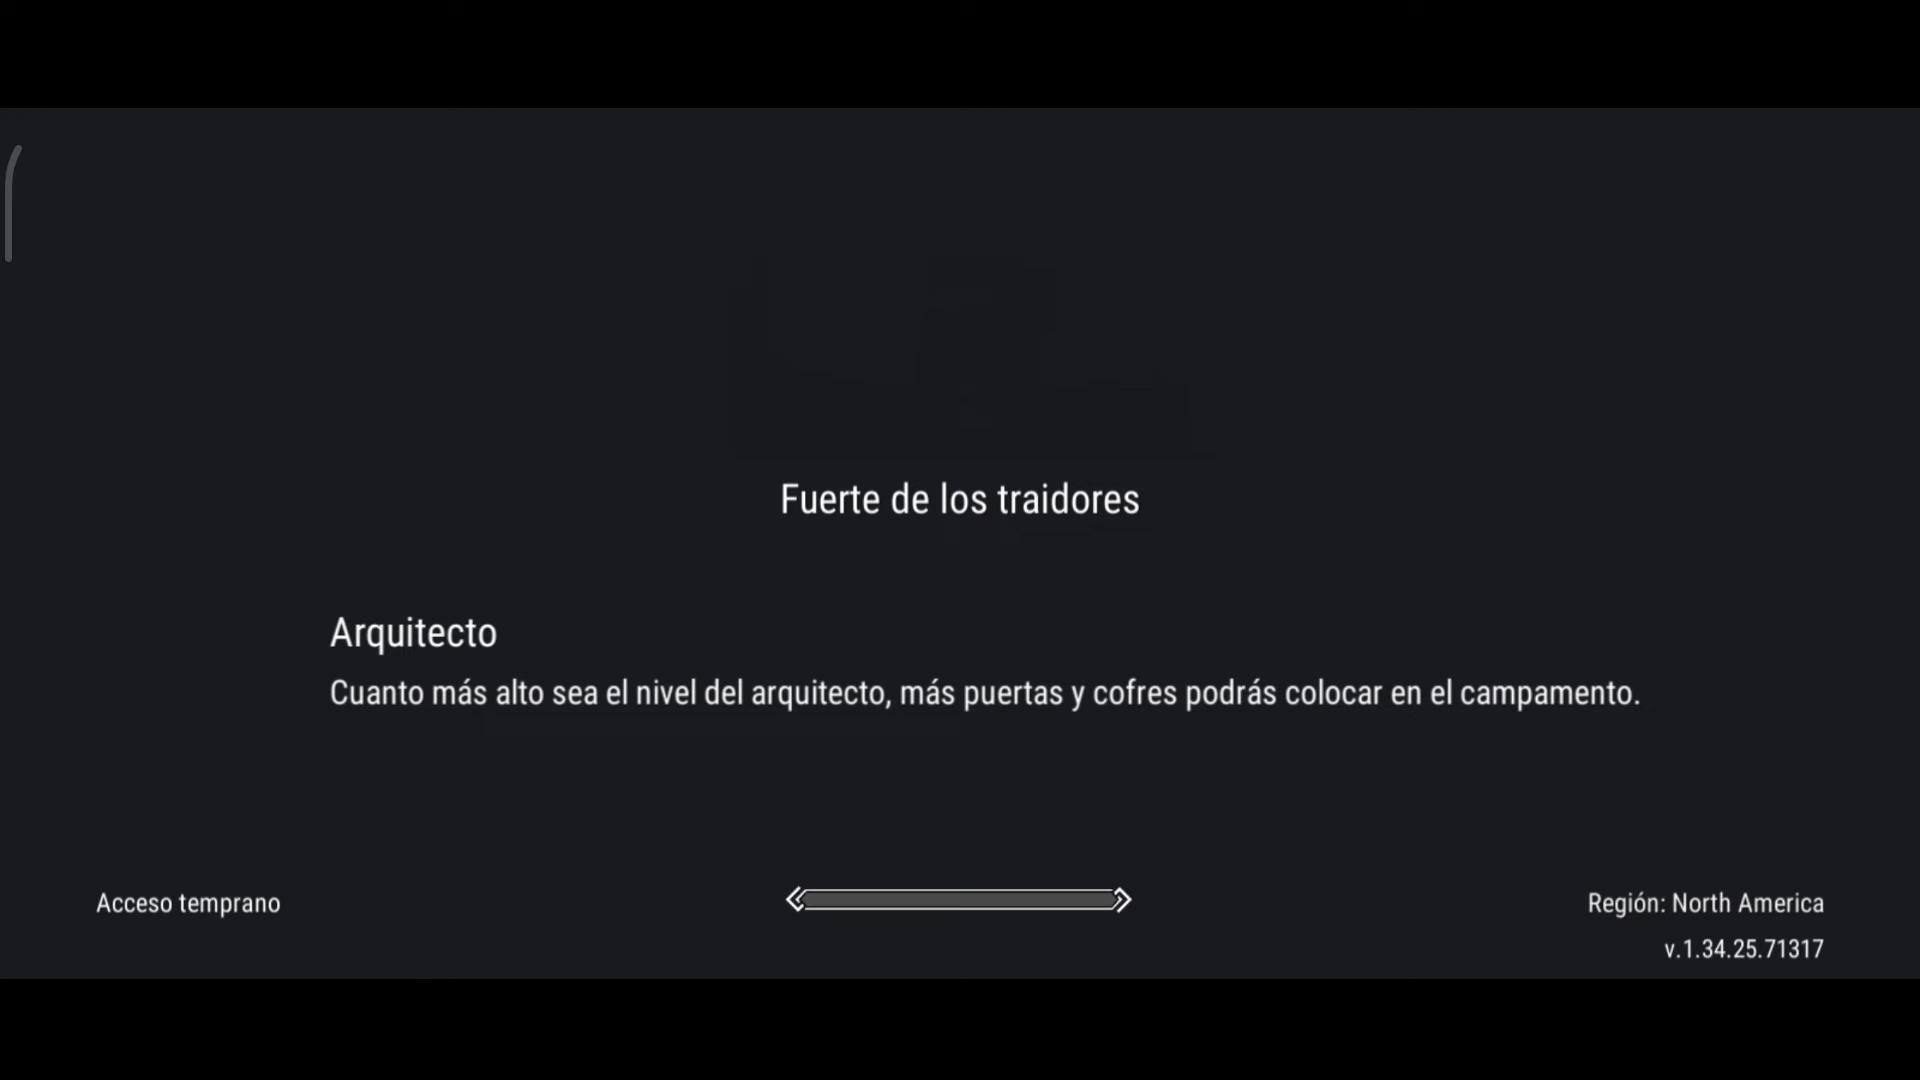 Fuerte de los traidores
Arquitecto
Cuanto más alto sea el nivel del arquitecto, más puertas y cofres podrás colocar en el campamento.
Acceso temprano
Región: North America
v.1.34.25.71317